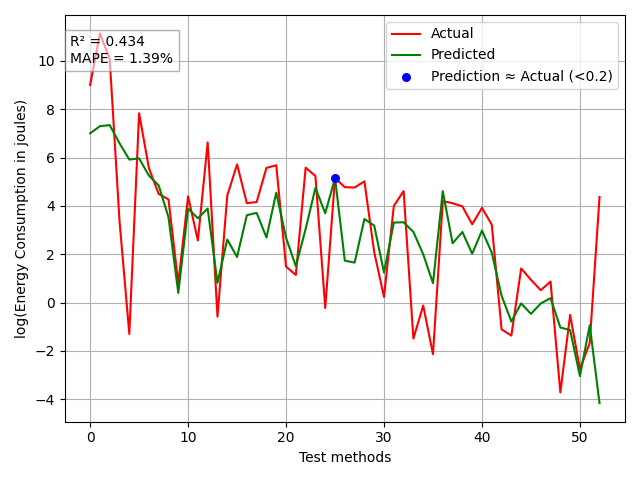 R² = 0.434
MAPE = 1.39%
Actual
Predicted
Prediction ≈ Actual (<0.2)
log(Energy Consumption in joules)
10
8
6
4
2
0
−2
−4
0
10
20
30
40
50
Test methods